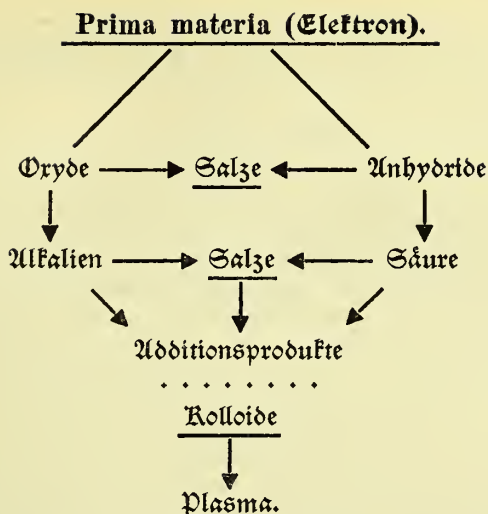 Prima materia (Elektron).
Oxyde Salze Anhydride
Alkalien Salze Säure
Additionsprodukte
. . . . . . . .
Kolloide
Plasma.